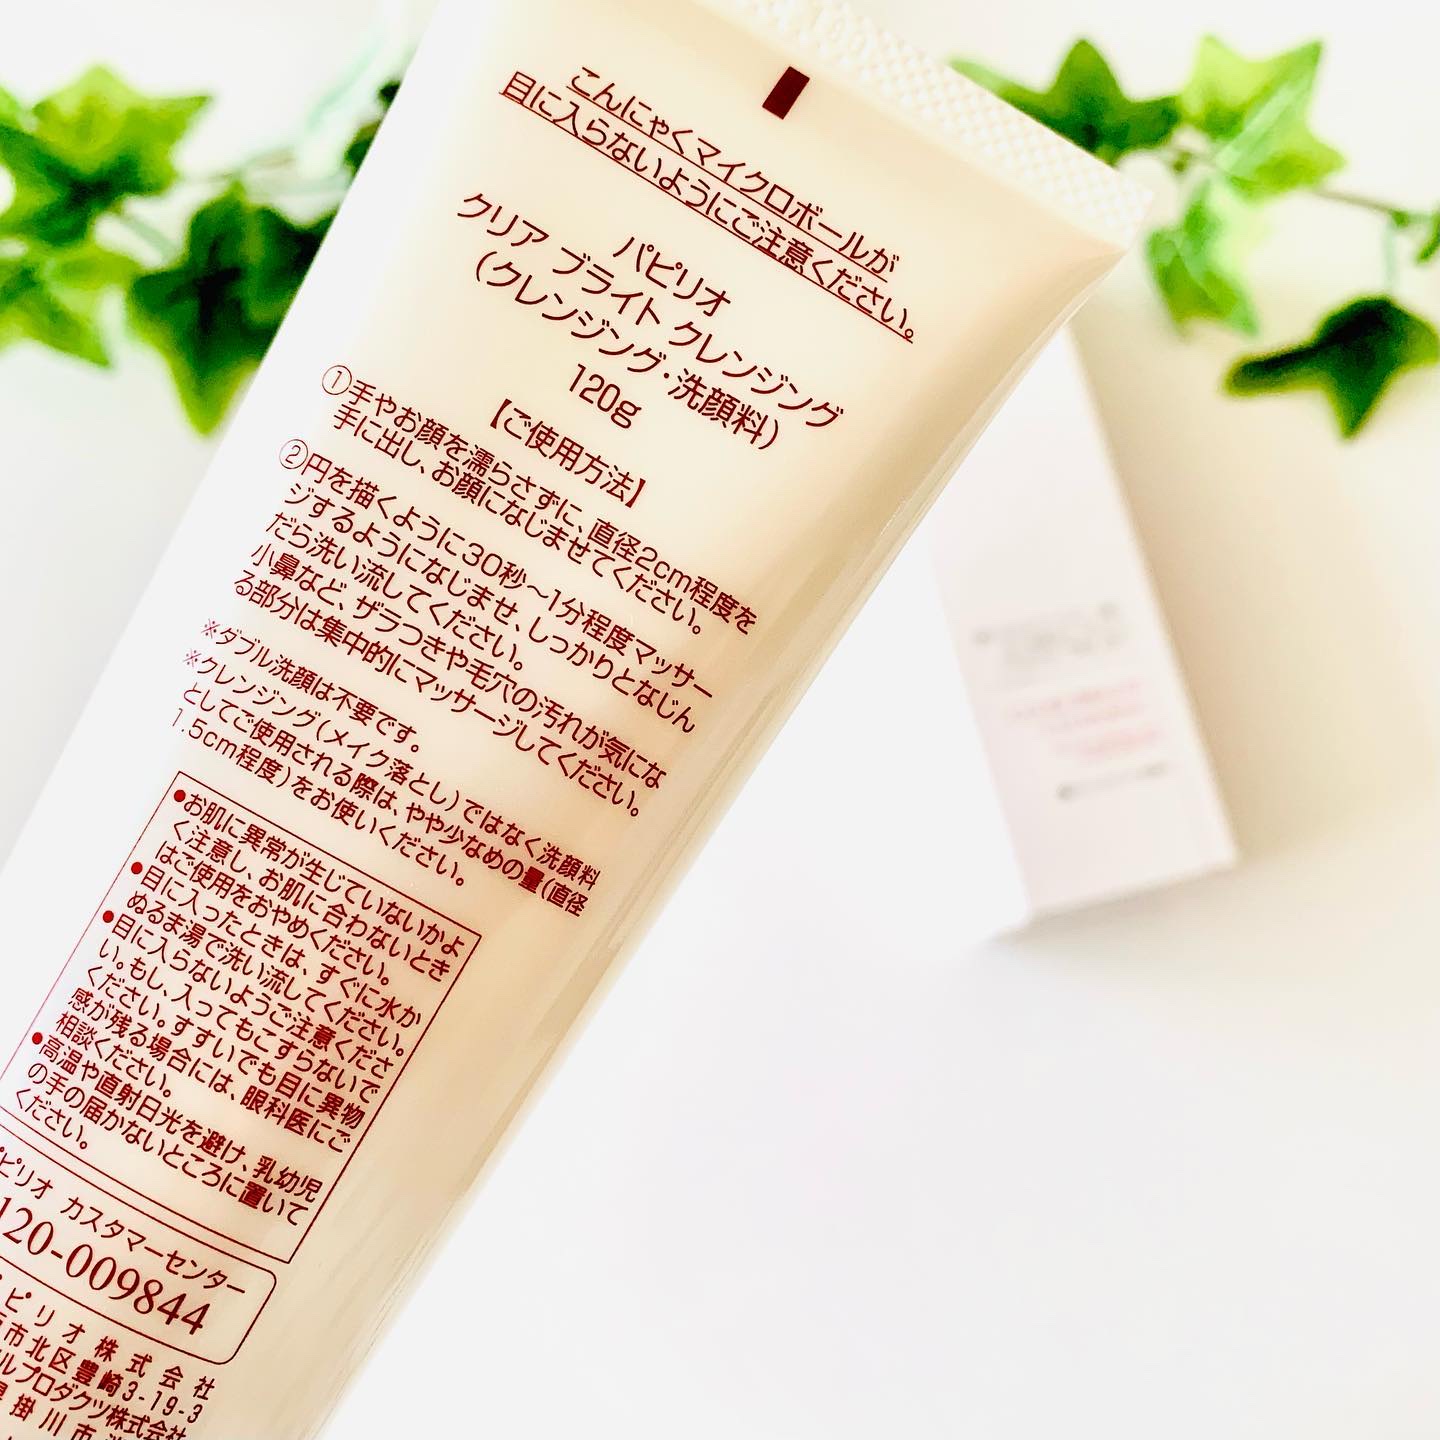 こんにゃくマイクロボールが
目に入らないようにご注意ください。
パピリオ
クリア ブライト クレンジング
(クレンジング・洗顔料)
120g
【ご使用方法】
①手やお顔を濡らさずに、直径2cm程度を
手に出し、お顔になじませてください。
②円を描くように30秒～1分程度マッサー
ジするようになじませ、しっかりとなじん
だら洗い流してください。
小鼻など、ザラつきや毛穴の汚れが気にな
る部分は集中的にマッサージしてください。
※ダブル洗顔は不要です。
※クレンジング(メイク落とし)ではなく洗顔料
としてご使用される際は、やや少なめの量(直径
1.5cm程度)をお使いください。
●お肌に異常が生じていないかよ
く注意し、お肌に合わないとき
はご使用をおやめください。
●目に入ったときは、すぐに水か
ぬるま湯で洗い流してください。
●目に入らないようご注意くださ
い。もし、入ってもこすらないで
ください。すすいでも目に異物
感が残る場合には、眼科医にご
相談ください。
●高温や直射日光を避け、乳幼児
の手の届かないところに置いて
ください。
ピリオ カスタマーセンター
120-009844
ピリオ株式会社
市北区豊崎3-19-3
ルプロダクツ株式会社
掛川市